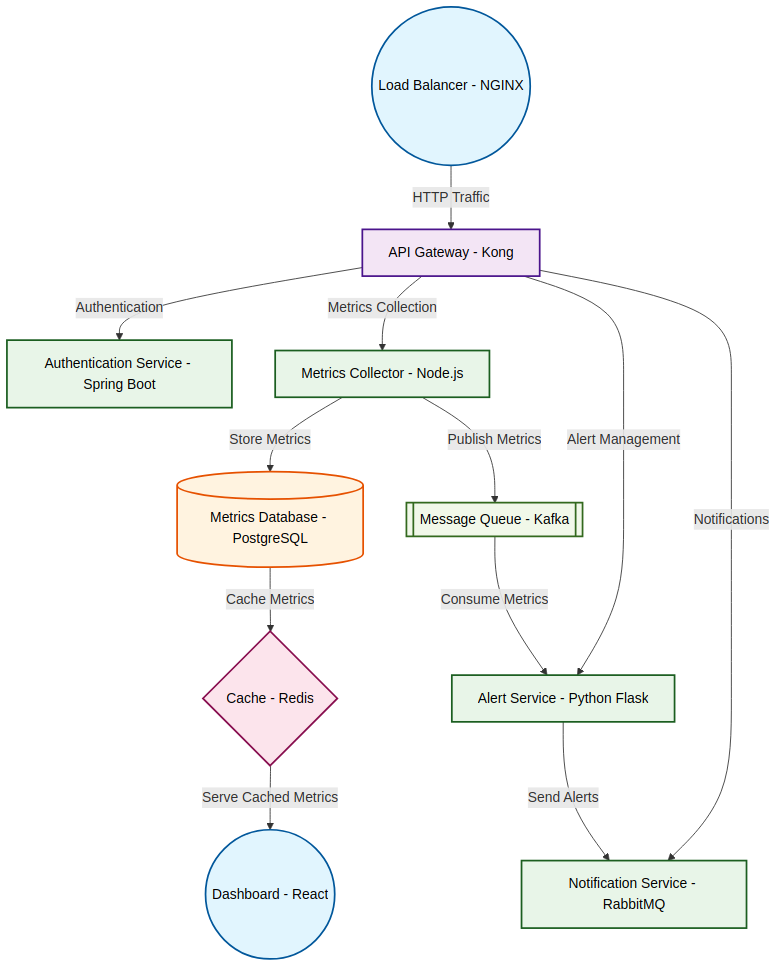 Load Balancer - NGINX
HTTP Traffic
API Gateway - Kong
Authentication
Metrics Collection
Authentication Service -
Spring Boot
Metrics Collector - Node.js
Store Metrics
Publish Metrics
Alert Management
Metrics Database -
PostgreSQL
Message Queue - Kafka
Notifications
Cache Metrics
Consume Metrics
Cache - Redis
Alert Service - Python Flask
Serve Cached Metrics
Send Alerts
Dashboard - React
Notification Service -
RabbitMQ